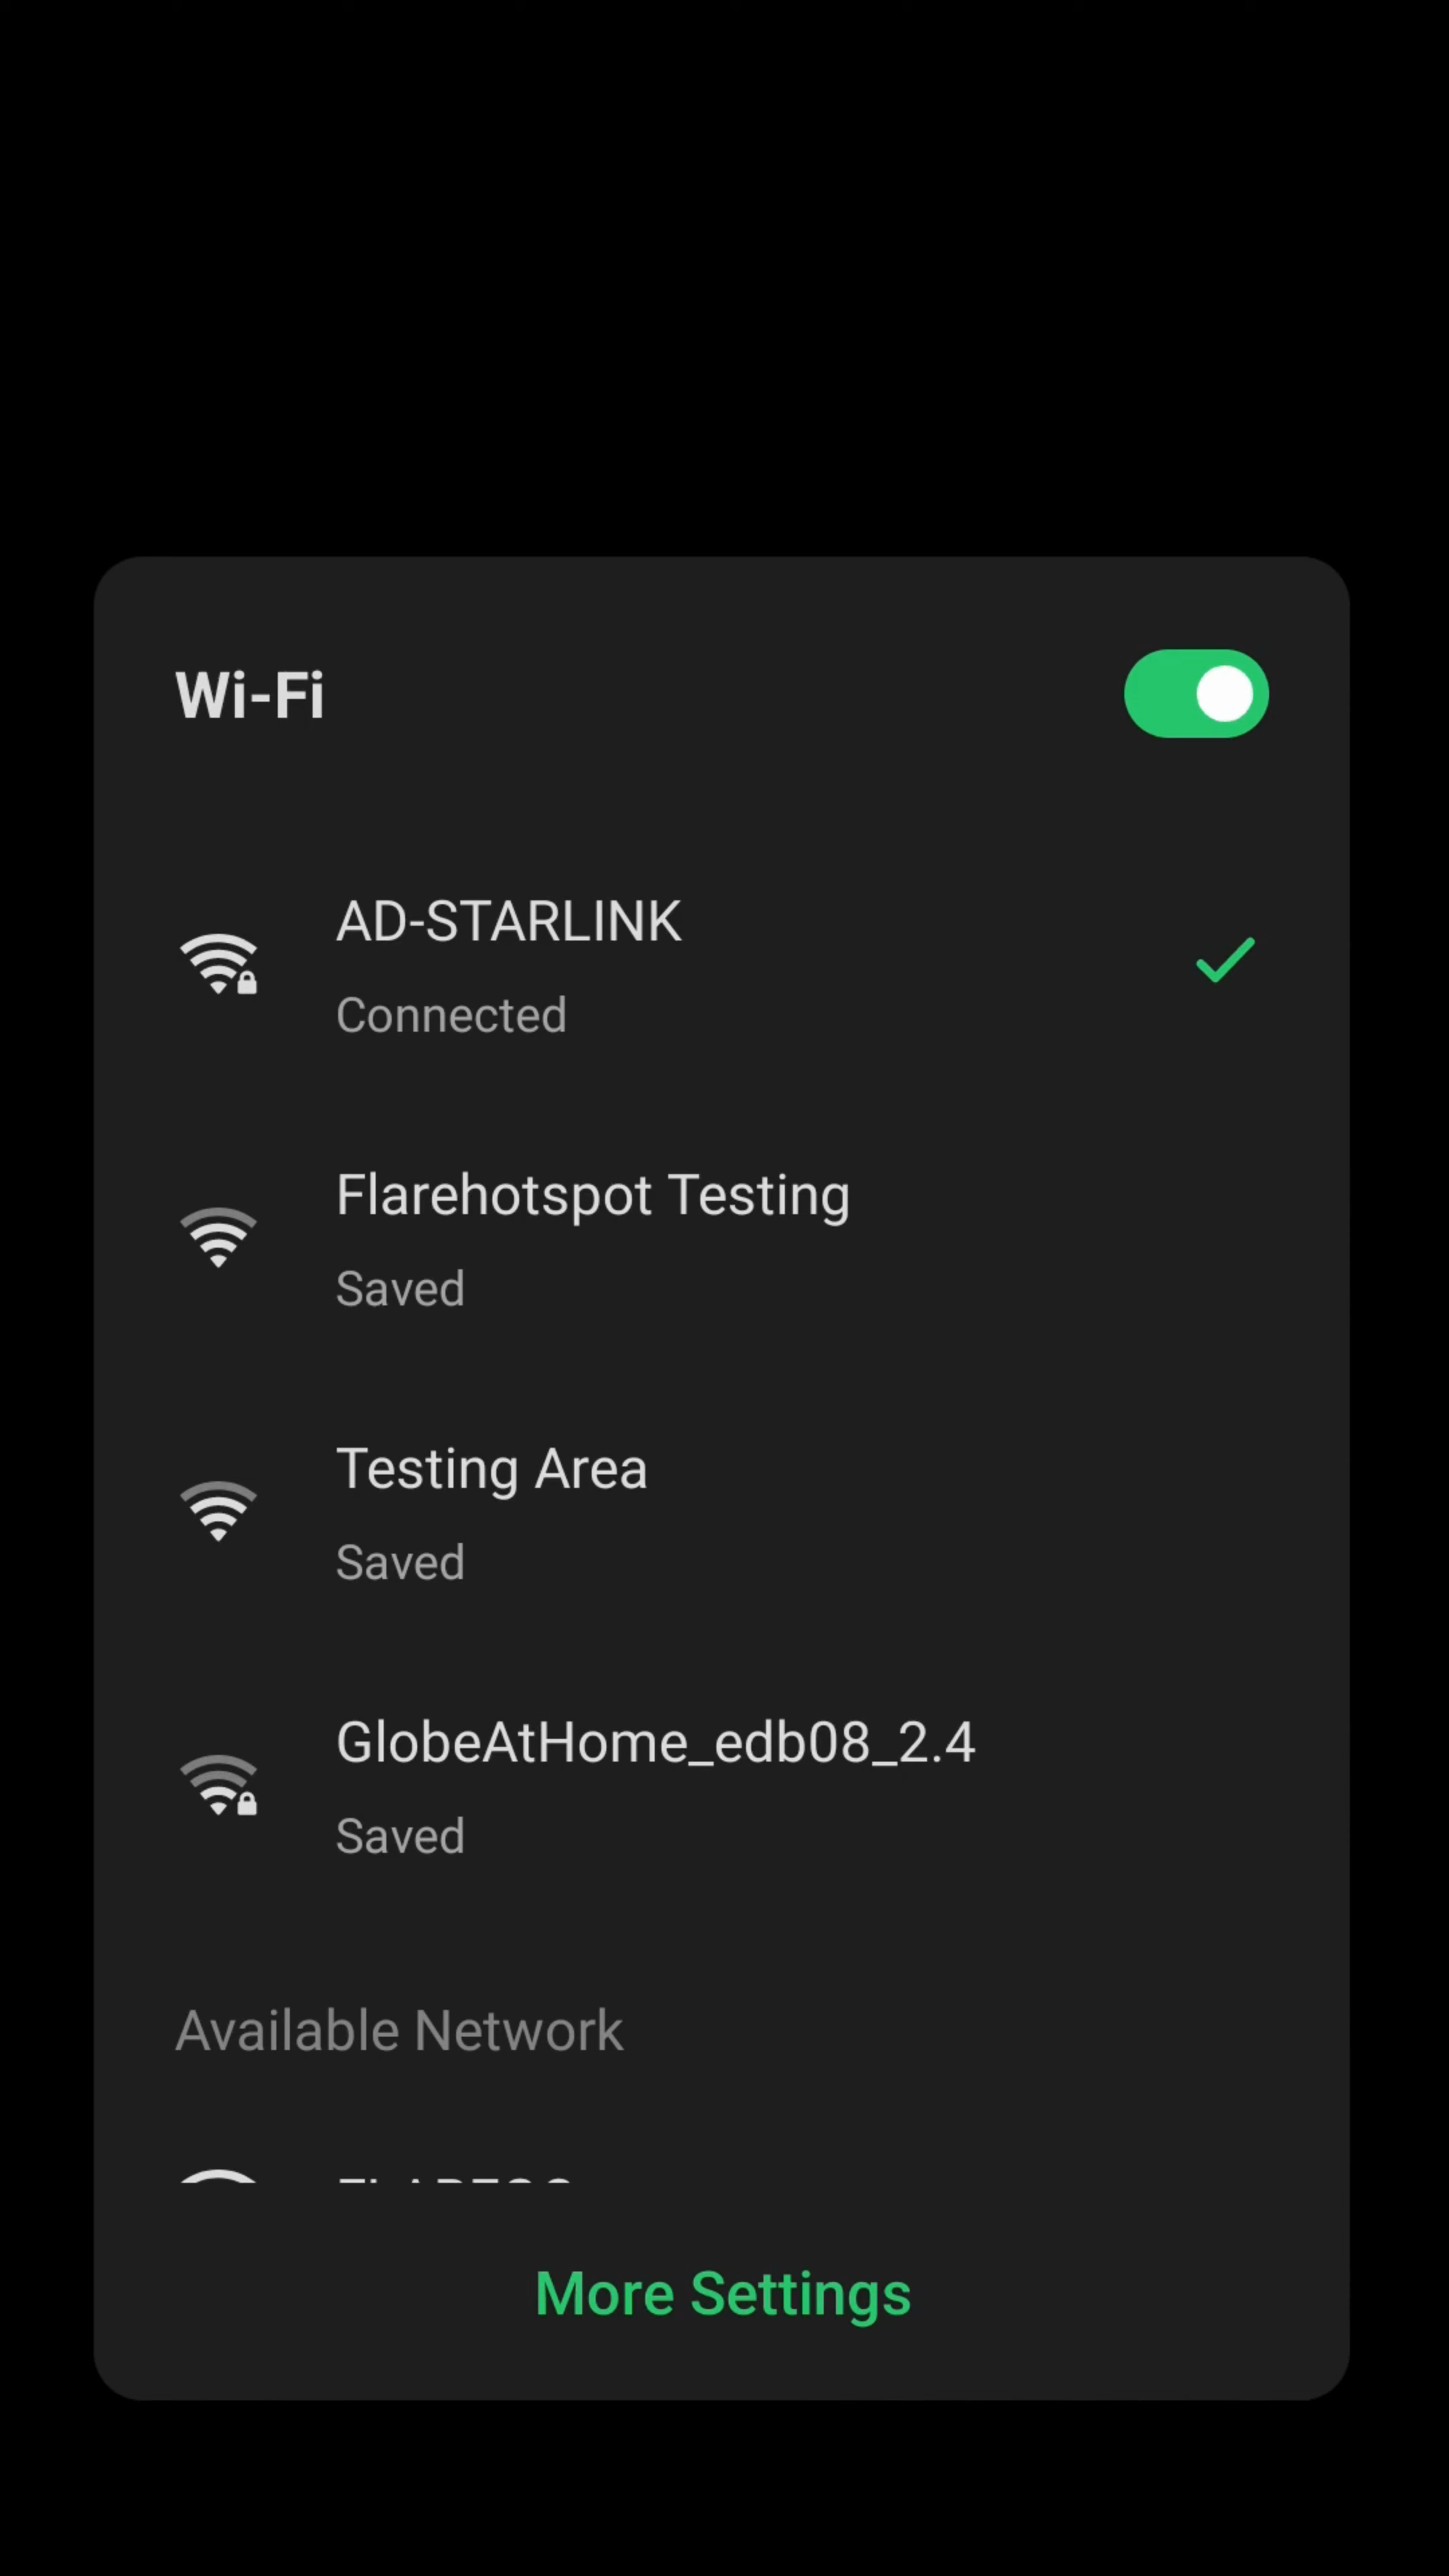 Wi-Fi
AD-STARLINK
Connected
Flarehotspot Testing
Saved
Testing Area
Saved
GlobeAtHome_edb08_2.4
Saved
Available Network
More Settings